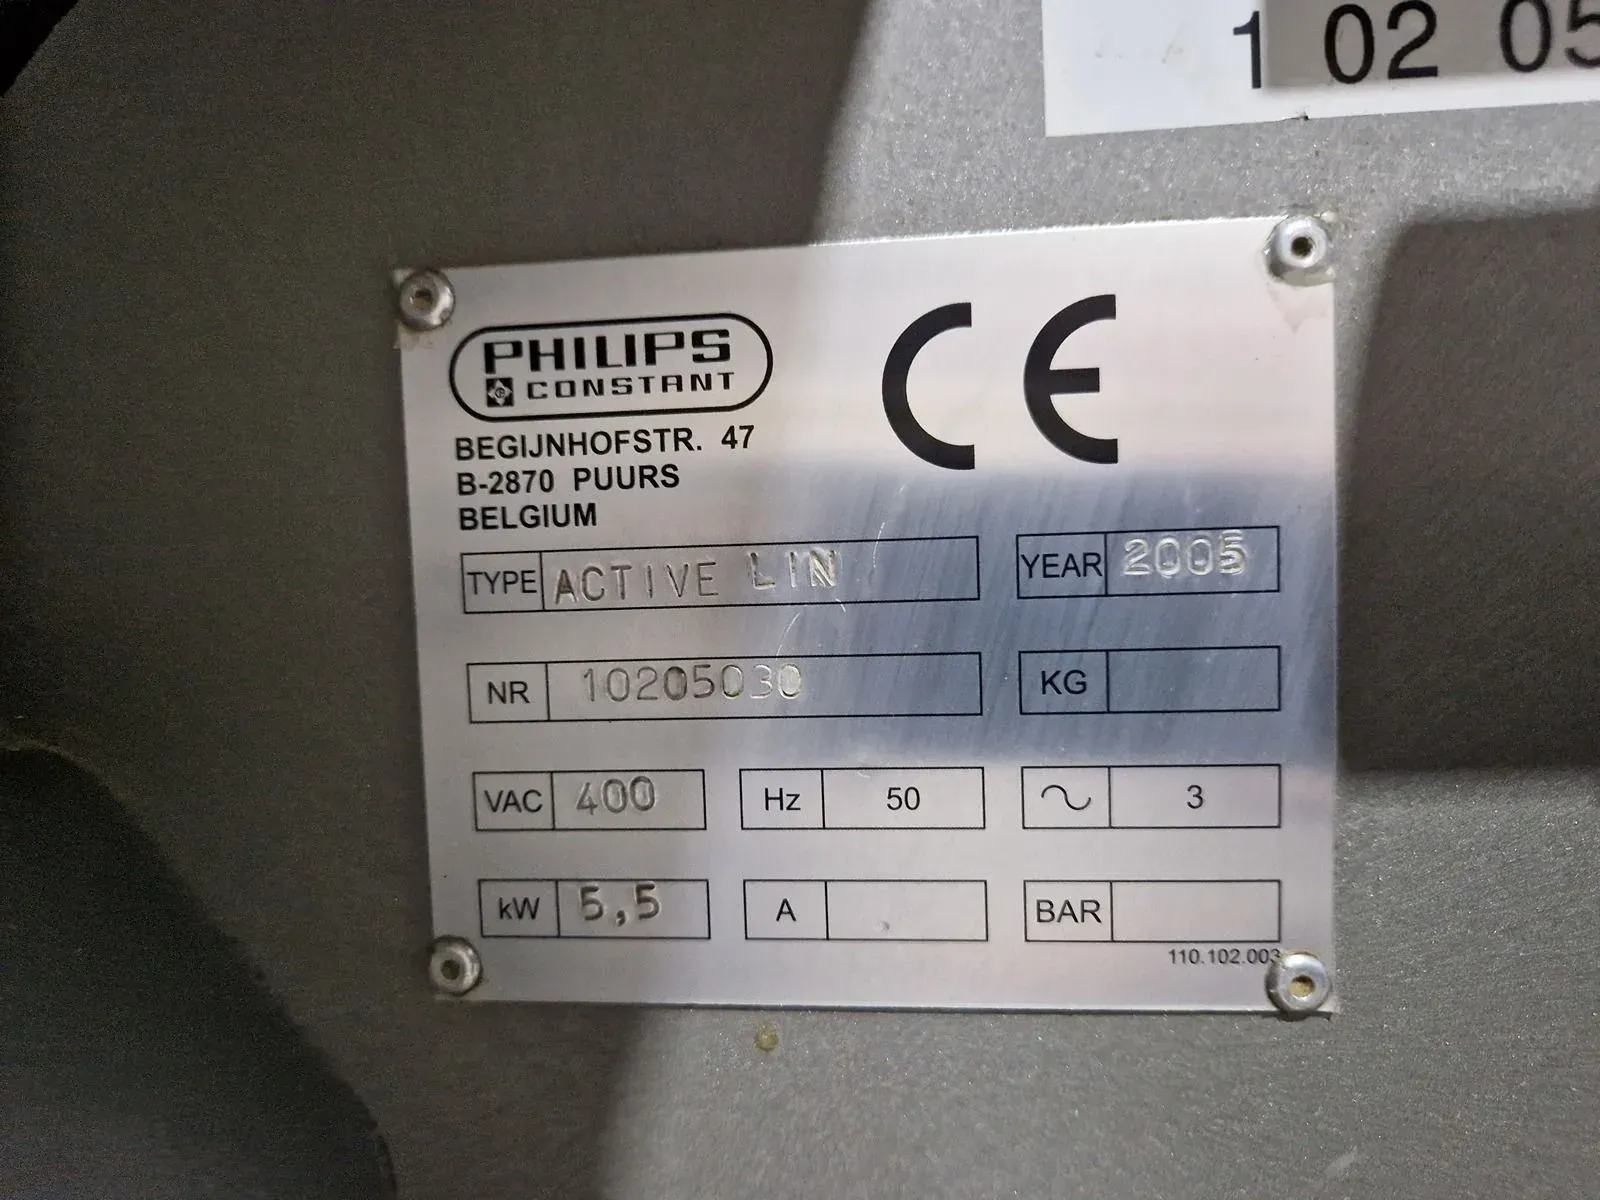 1 02 05
PHILIPS
CONSTANT
BEGIJNHOFSTR. 47
B-2870 PUURS
BELGIUM
TYPE ACTIVE LIN
YEAR 2005
NR 10205030
KG
VAC 400
Hz 50
3
kW 5,5
A
BAR
110.102.003